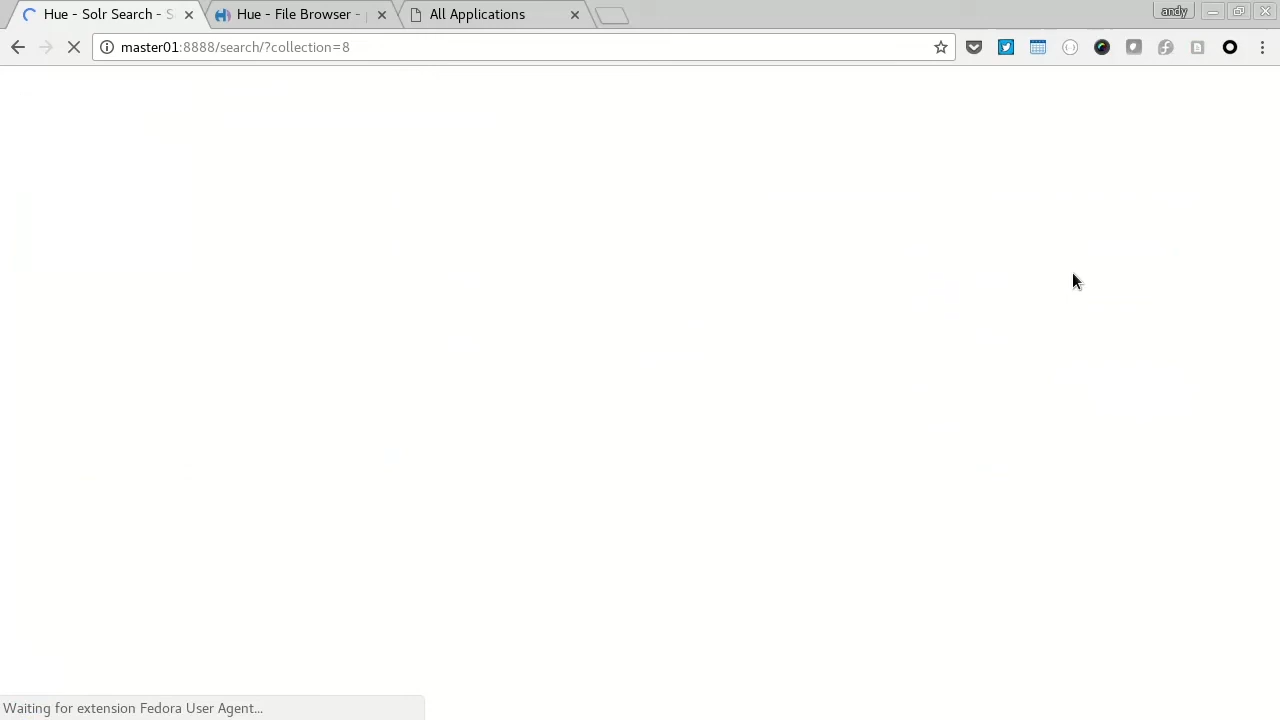 Hue - Solr Search - S
Hue - File Browser -
All Applications
andy
master01:8888/search/?collection=8
Waiting for extension Fedora User Agent...